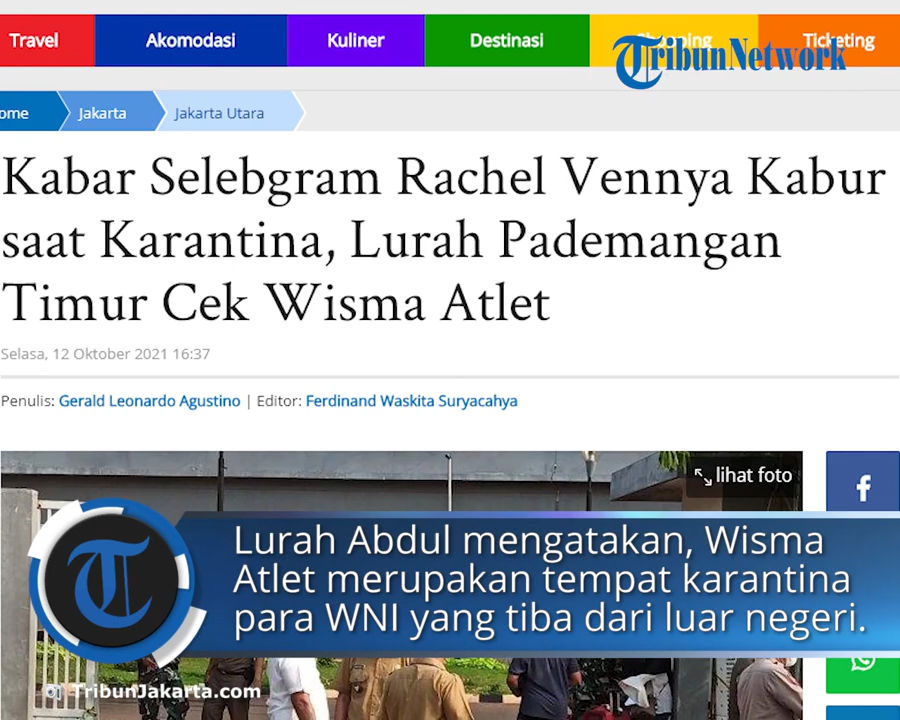 Travel Akomodasi Kuliner Destinasi Shopping Ticketing
TribunNetwork
ome Jakarta Jakarta Utara
Kabar Selebgram Rachel Vennya Kabur
saat Karantina, Lurah Pademangan
Timur Cek Wisma Atlet
Selasa, 12 Oktober 2021 16:37
Penulis: Gerald Leonardo Agustino | Editor: Ferdinand Waskita Suryacahya
lihat foto
f
Lurah Abdul mengatakan, Wisma
Atlet merupakan tempat karantina
para WNI yang tiba dari luar negeri.
T
TribunJakarta.com